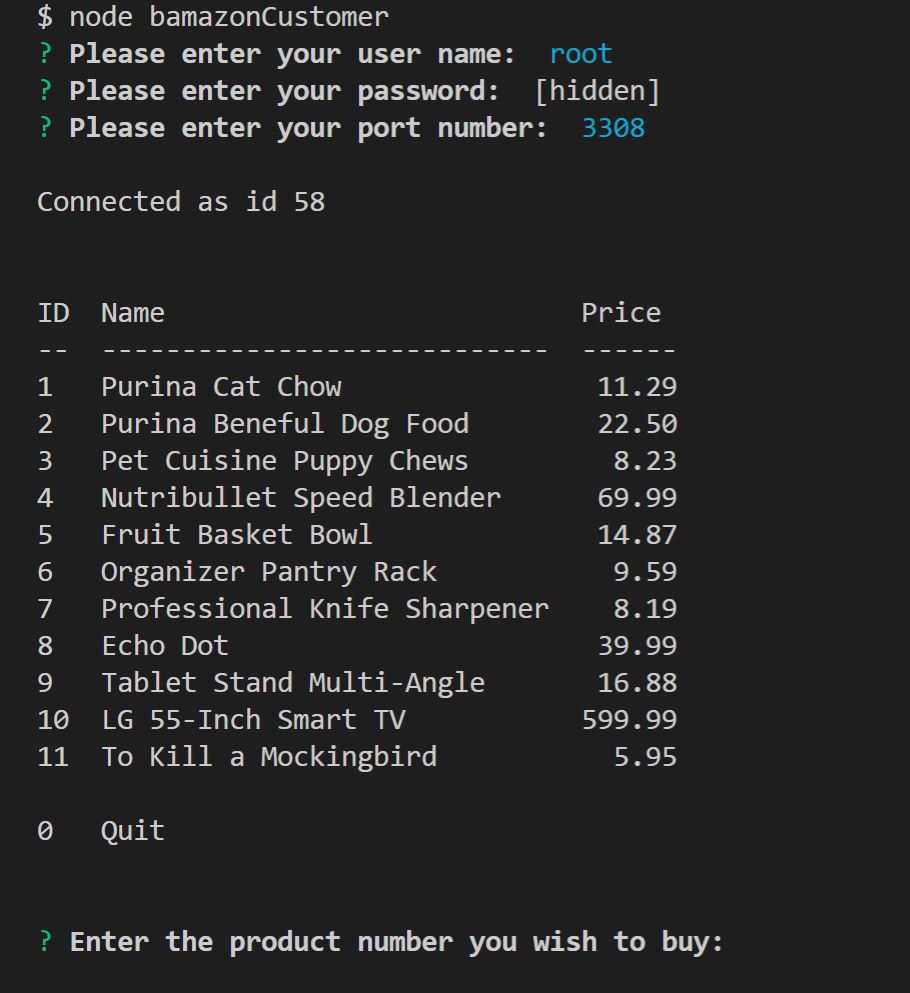 $ node bamazonCustomer
? Please enter your user name:  root
? Please enter your password:  [hidden]
? Please enter your port number:  3308
Connected as id 58
ID  Name                          Price
--  ----------------------------  ------
1   Purina Cat Chow                11.29
2   Purina Beneful Dog Food        22.50
3   Pet Cuisine Puppy Chews         8.23
4   Nutribullet Speed Blender      69.99
5   Fruit Basket Bowl              14.87
6   Organizer Pantry Rack           9.59
7   Professional Knife Sharpener    8.19
8   Echo Dot                       39.99
9   Tablet Stand Multi-Angle       16.88
10  LG 55-Inch Smart TV           599.99
11  To Kill a Mockingbird           5.95
0   Quit
? Enter the product number you wish to buy: